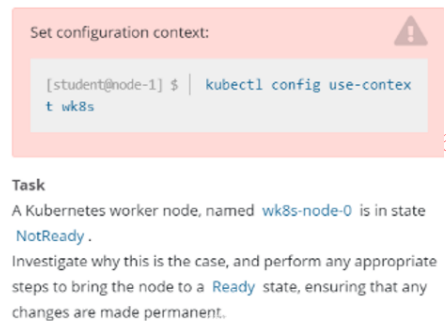 Set configuration context:
[student@node-1] $ | kubectl config use-contex
t wk8s
Task
A Kubernetes worker node, named wk8s-node-0 is in state
NotReady .
Investigate why this is the case, and perform any appropriate
steps to bring the node to a Ready state, ensuring that any
changes are made permanent.